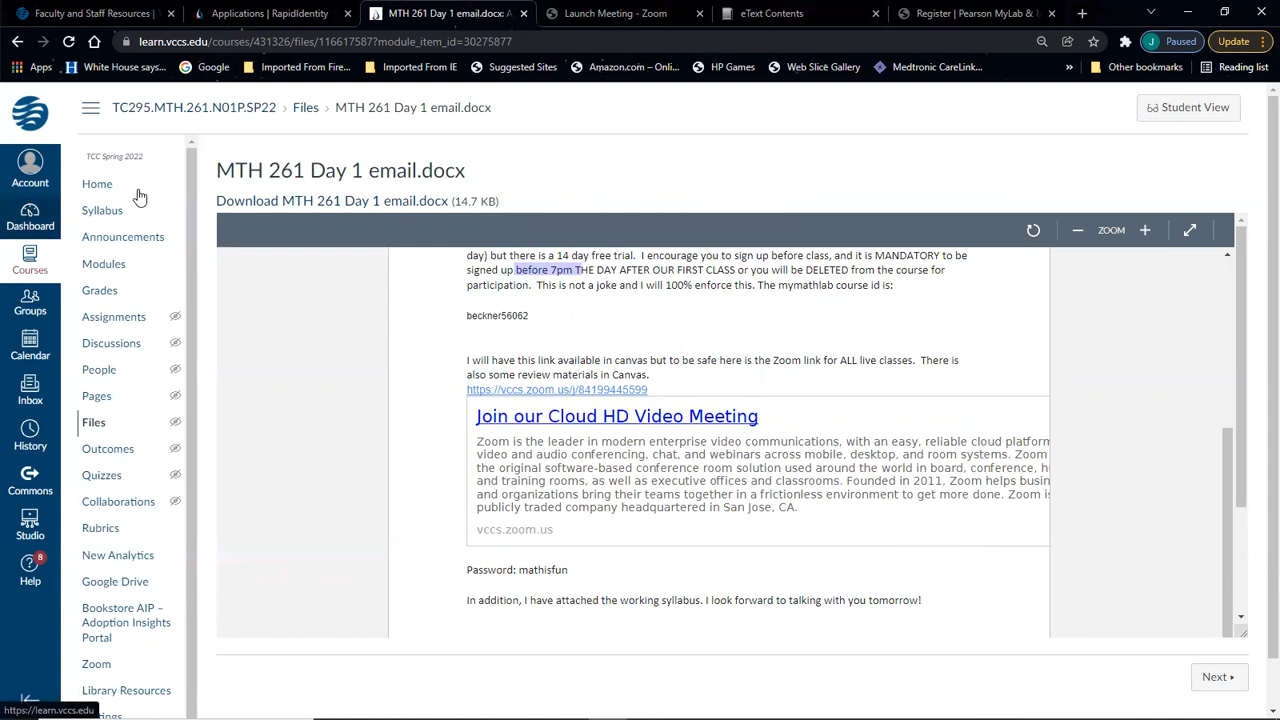 Faculty and Staff Resources | V
Applications | RapidIdentity
MTH 261 Day 1 email.docx: A
Launch Meeting - Zoom
eText Contents
Register | Pearson MyLab &
learn.vccs.edu/courses/431326/files/116617587?module_item_id=30275877
J Paused
Update
Apps
White House says...
Google
Imported From Fire...
Imported From IE
Suggested Sites
Amazon.com – Onli...
HP Games
Web Slice Gallery
Medtronic CareLink...
»
Other bookmarks
Reading list
TC295.MTH.261.N01P.SP22 › Files › MTH 261 Day 1 email.docx
Student View
Account
Dashboard
Courses
Groups
Calendar
Inbox
History
Commons
Studio
8
Help
TCC Spring 2022
Home
Syllabus
Announcements
Modules
Grades
Assignments
Discussions
People
Pages
Files
Outcomes
Quizzes
Collaborations
Rubrics
New Analytics
Google Drive
Bookstore AIP –
Adoption Insights
Portal
Zoom
Library Resources
https://learn.vccs.edu
MTH 261 Day 1 email.docx
Download MTH 261 Day 1 email.docx (14.7 KB)
ZOOM
day) but there is a 14 day free trial. I encourage you to sign up before class, and it is MANDATORY to be
signed up before 7pm THE DAY AFTER OUR FIRST CLASS or you will be DELETED from the course for
participation. This is not a joke and I will 100% enforce this. The mymathlab course id is:
beckner56062
I will have this link available in canvas but to be safe here is the Zoom link for ALL live classes. There is
also some review materials in Canvas.
https://vccs.zoom.us/j/84199445599
Join our Cloud HD Video Meeting
Zoom is the leader in modern enterprise video communications, with an easy, reliable cloud platform
video and audio conferencing, chat, and webinars across mobile, desktop, and room systems. Zoom
the original software-based conference room solution used around the world in board, conference, hu
and training rooms, as well as executive offices and classrooms. Founded in 2011, Zoom helps busin
and organizations bring their teams together in a frictionless environment to get more done. Zoom is
publicly traded company headquartered in San Jose, CA.
vccs.zoom.us
Password: mathisfun
In addition, I have attached the working syllabus. I look forward to talking with you tomorrow!
Next ▸